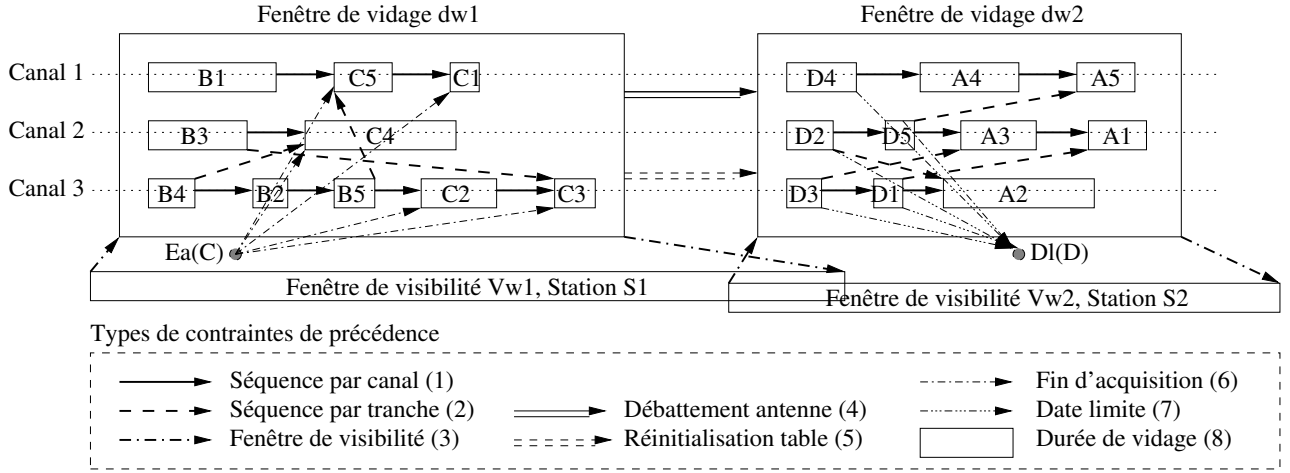 Fenêtre de vidage dw1
Fenêtre de vidage dw2
Canal 1
B1
C5
C1
D4
A4
A5
Canal 2
B3
C4
D2
D5
A3
A1
Canal 3
B4
B2
B5
C2
C3
D3
D1
A2
Ea(C)
Dl(D)
Fenêtre de visibilité Vw1, Station S1
Fenêtre de visibilité Vw2, Station S2
Types de contraintes de précédence
Séquence par canal (1)
Fin d'acquisition (6)
Séquence par tranche (2)
Débattement antenne (4)
Date limite (7)
Fenêtre de visibilité (3)
Réinitialisation table (5)
Durée de vidage (8)